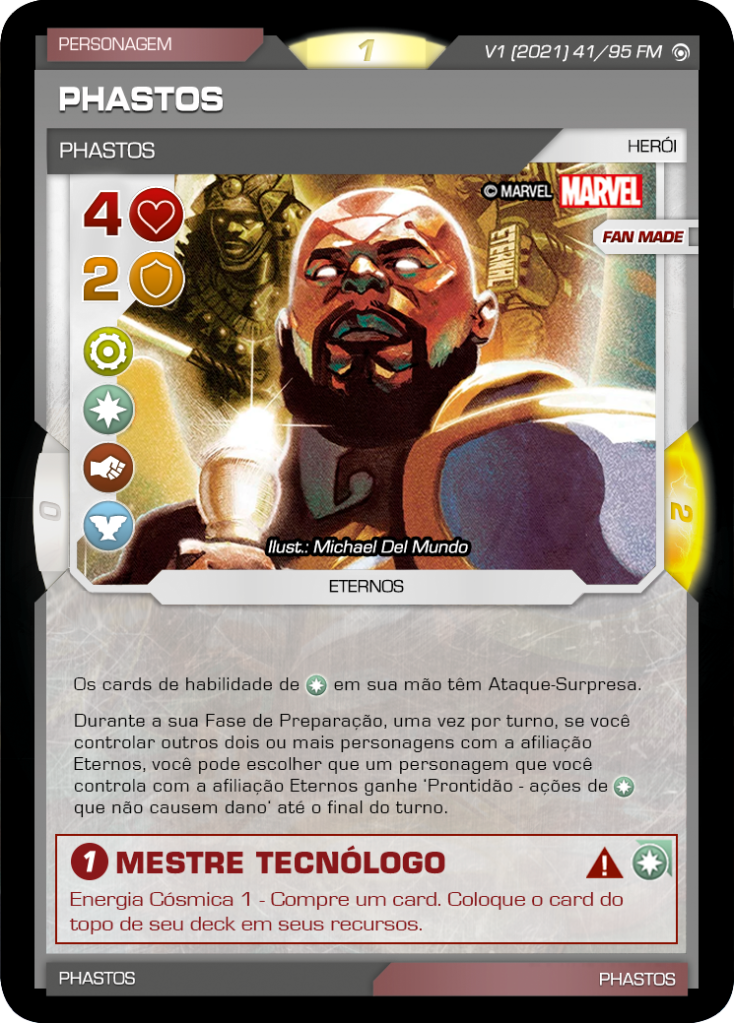 PERSONAGEM
1
V1 (2021) 41/95 FM
PHASTOS
PHASTOS
HERÓI
© MARVEL MARVEL
4
FAN MADE
ETERNAL
2
0
2
Ilust.: Michael Del Mundo
ETERNOS
Os cards de habilidade de em sua mão têm Ataque-Surpresa.
Durante a sua Fase de Preparação, uma vez por turno, se você
controlar outros dois ou mais personagens com a afiliação
Eternos, você pode escolher que um personagem que você
controla com a afiliação Eternos ganhe 'Prontidão - ações de
que não causem dano' até o final do turno.
1 MESTRE TECNÓLOGO
Energia Cósmica 1 - Compre um card. Coloque o card do
topo de seu deck em seus recursos.
PHASTOS
PHASTOS